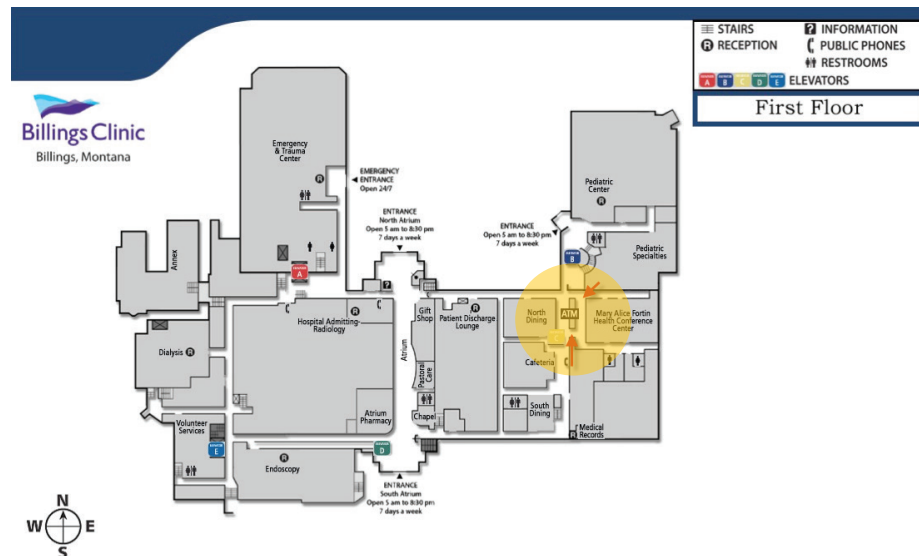 STAIRS
RECEPTION
? INFORMATION
PUBLIC PHONES
RESTROOMS
A B C D E ELEVATORS
First Floor
Billings Clinic
Billings, Montana
Emergency
& Trauma
Center
R
EMERGENCY
ENTRANCE
Open 24/7
ENTRANCE
North Atrium
Open 5 am to 8:30 pm
7 days a week
ENTRANCE
Open 5 am to 8:30 pm
7 days a week
Pediatric
Center
R
Pediatric
Specialties
Annex
A
B
?
Hospital Admitting-
Radiology
R
Gift
Shop
Patient Discharge
Lounge
R
North
Dining
ATM
Mary Alice Fortin
Health Conference
Center
Dialysis R
Atrium
Pastoral Care
C
Cafeteria
Atrium
Pharmacy
Chapel
South
Dining
Medical
Records
R
Volunteer
Services
E
D
R
Endoscopy
ENTRANCE
South Atrium
Open 5 am to 8:30 pm
7 days a week
N
W E
S